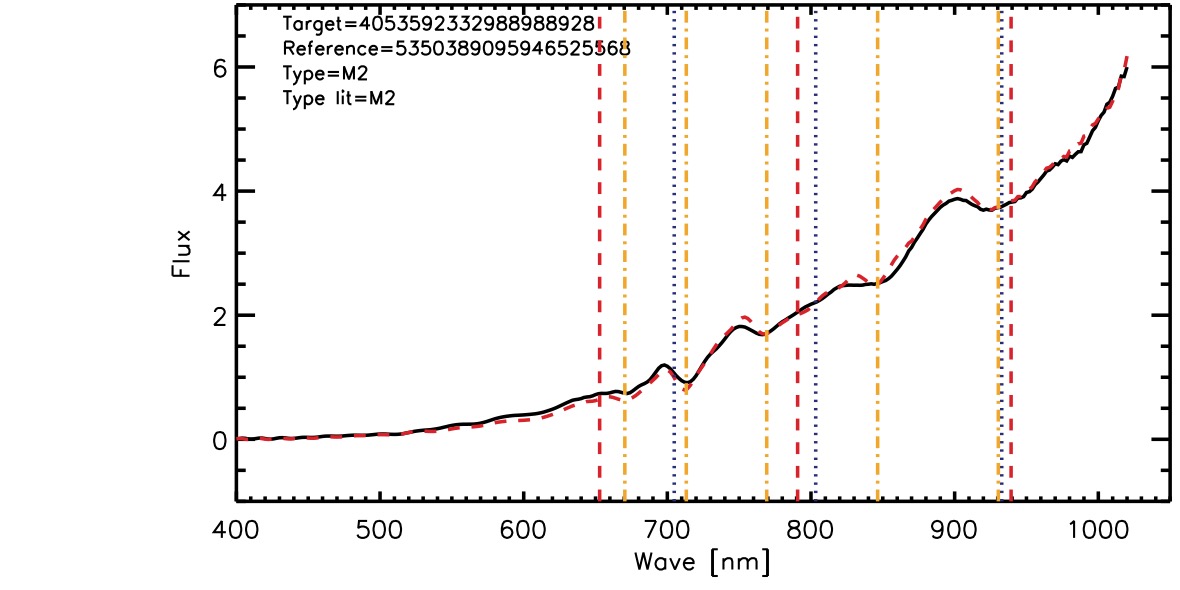 Target=4053592332988988928
Reference=5350389095946525568
Type=M2
Type lit=M2
6
4
2
0
Flux
400 500 600 700 800 900 1000
Wave [nm]